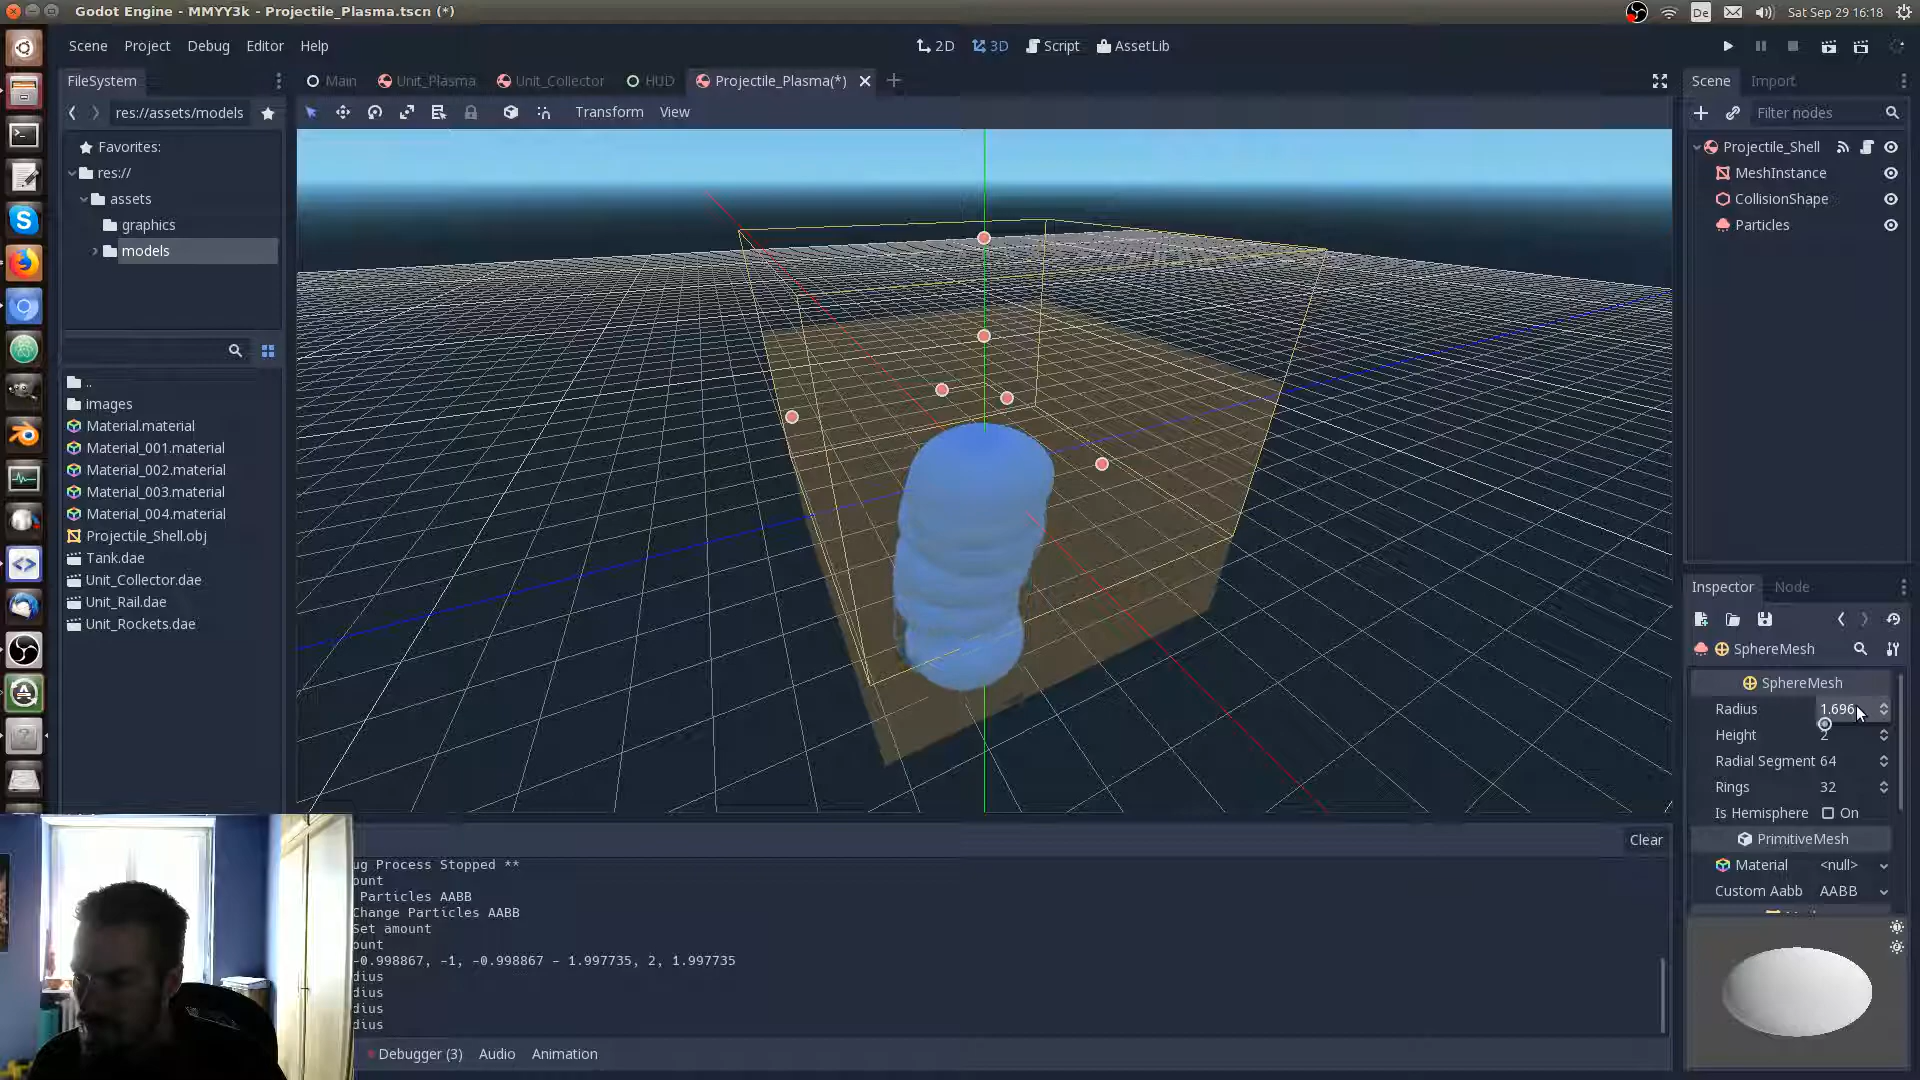 Godot Engine - MMYY3k - Projectile_Plasma.tscn (*)
De
Sat Sep 29 16:18
Scene Project Debug Editor Help
2D 3D Script AssetLib
FileSystem
Main Unit_Plasma Unit_Collector HUD Projectile_Plasma(*)
Scene Import
res://assets/models
Transform View
Filter nodes
Favorites:
res://
assets
graphics
models
Projectile_Shell
MeshInstance
CollisionShape
Particles
..
images
Material.material
Material_001.material
Material_002.material
Material_003.material
Material_004.material
Projectile_Shell.obj
Tank.dae
Unit_Collector.dae
Unit_Rail.dae
Unit_Rockets.dae
Inspector Node
SphereMesh
SphereMesh
Radius 1.696
Height 2
Radial Segment 64
Rings 32
Is Hemisphere On
PrimitiveMesh
Material <null>
Custom Aabb AABB
Clear
ug Process Stopped **
ount
Particles AABB
Change Particles AABB
Set amount
ount
-0.998867, -1, -0.998867 - 1.997735, 2, 1.997735
dius
dius
dius
dius
Debugger (3) Audio Animation